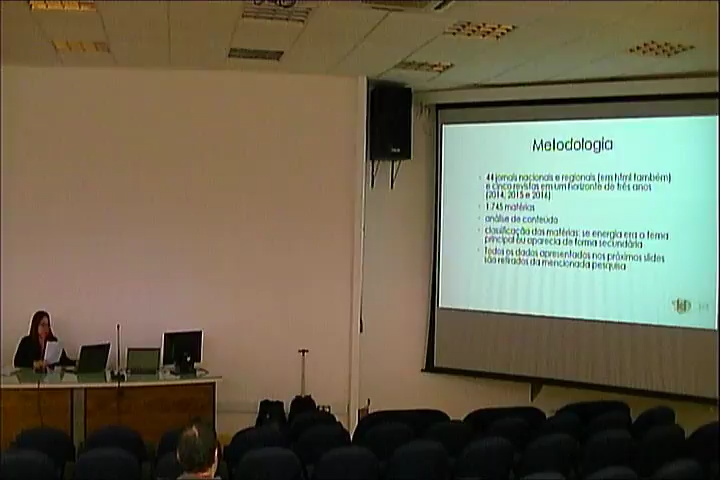 Metodologia
44 jornais nacionais e regionais (em html também)
e cinco revistas em um horizonte de três anos
(2014, 2015 e 2016)
1.745 matérias
análise de conteúdo
classificação das matérias: se energia era o tema
principal ou aparecia de forma secundária
Todos os dados apresentados nos próximos slides
são retirados da mencionada pesquisa